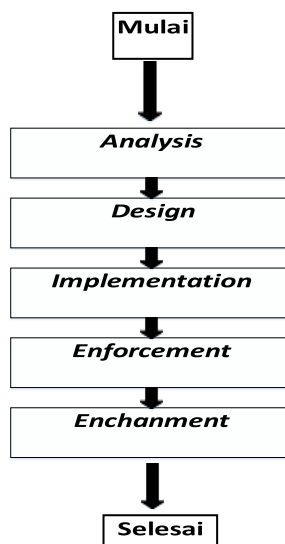 Mulai
Analysis
Design
Implementation
Enforcement
Enchanment
Selesai